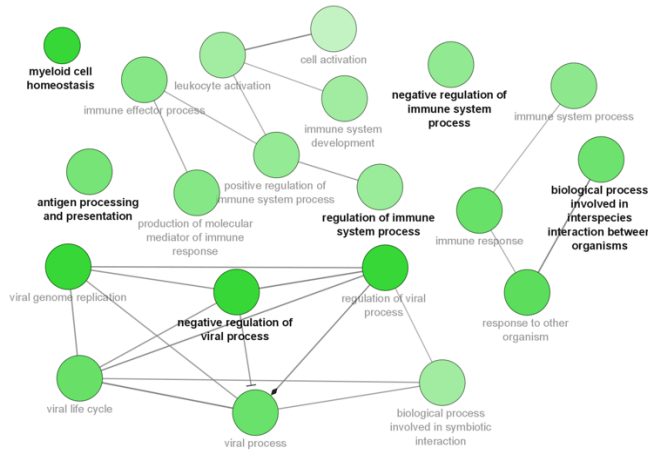 cell activation
myeloid cell
homeostasis
leukocyte activation
immune effector process
negative regulation of
immune system
process
immune system process
immune system
development
antigen processing
and presentation
positive regulation of
immune system process
production of molecular
mediator of immune
response
regulation of immune
system process
biological process
involved in
interspecies
interaction between
organisms
immune response
viral genome replication
negative regulation of
viral process
regulation of viral
process
response to other
organism
viral life cycle
viral process
biological process
involved in symbiotic
interaction